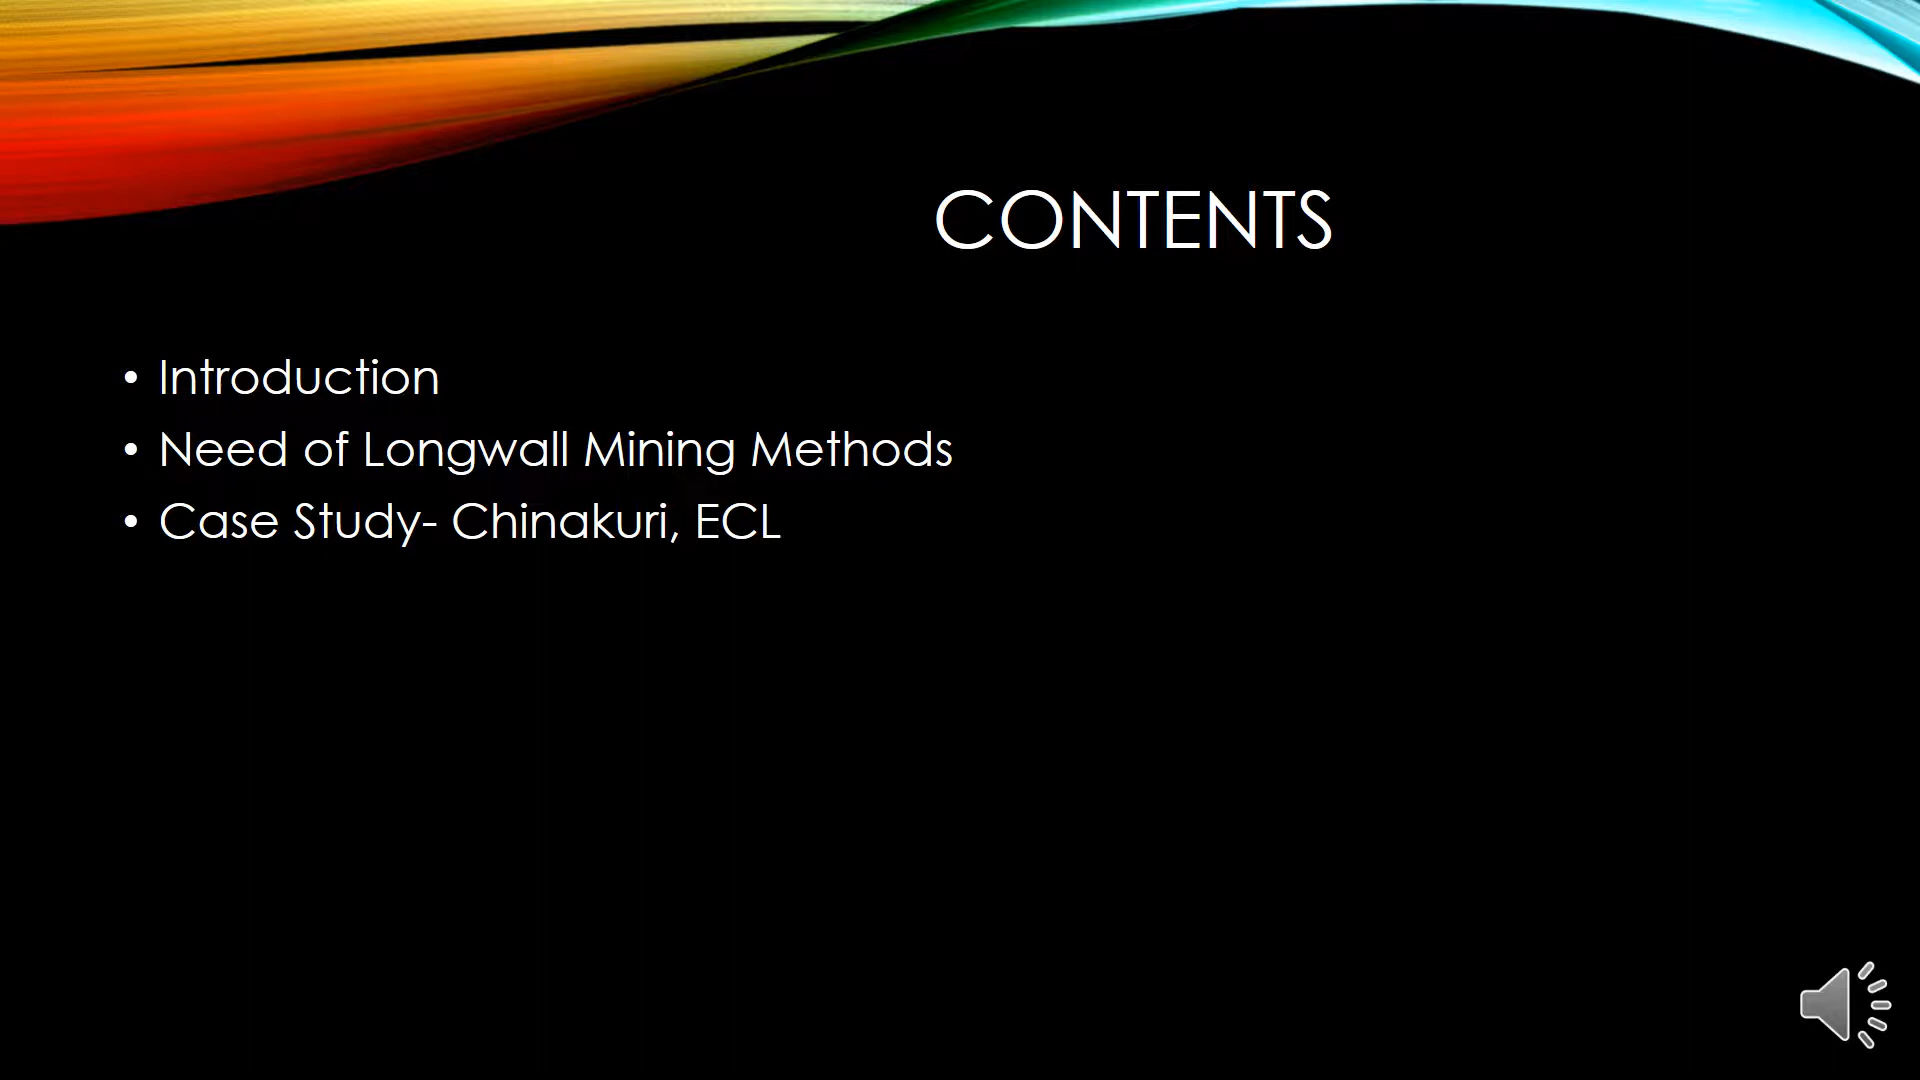 CONTENTS
• Introduction
• Need of Longwall Mining Methods
• Case Study- Chinakuri, ECL